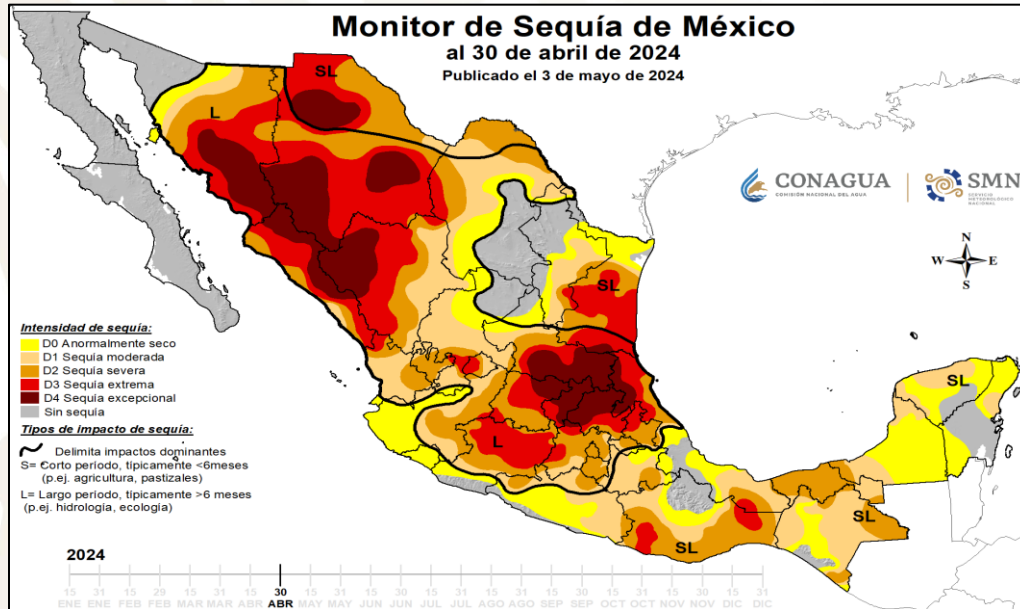 Monitor de Sequía de México
al 30 de abril de 2024
Publicado el 3 de mayo de 2024
SL
L
CONAGUA
COMISIÓN NACIONAL DEL AGUA
SMN
SERVICIO
METEOROLÓGICO
NACIONAL
N
W E
S
SL
Intensidad de sequía:
D0 Anormalmente seco
D1 Sequía moderada
D2 Sequía severa
D3 Sequía extrema
D4 Sequía excepcional
Sin sequia
Tipos de impacto de sequía:
Delimita impactos dominantes
S= Corto período, típicamente <6meses
(p.ej. agricultura, pastizales)
L= Largo período, típicamente >6 meses
(p.ej. hidrología, ecología)
SL
L
SL
SL
2024
15 31 15 29 15 31 15 30 15 31 15 30 15 31 15 31 15 30 15 31 15 30 15 31
ENE ENE FEB FEB MAR MAR ABR ABR MAY MAY JUN JUN JUL JUL AGO AGO SEP SEP OCT OCT NOV NOV DIC DIC